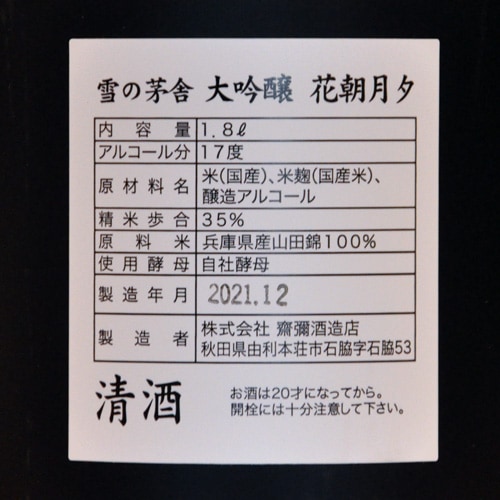 雪の茅舎 大吟醸 花朝月夕
内容量 1.8ℓ
アルコール分 17度
原材料名 米(国産)、米麹(国産米)、
醸造アルコール
精米歩合 35%
原料米 兵庫県産山田錦100%
使用酵母 自社酵母
製造年月 2021.12
製造者 株式会社 齋彌酒造店
秋田県由利本荘市石脇字石脇53
清酒
お酒は20才になってから。
開栓には十分注意して下さい。